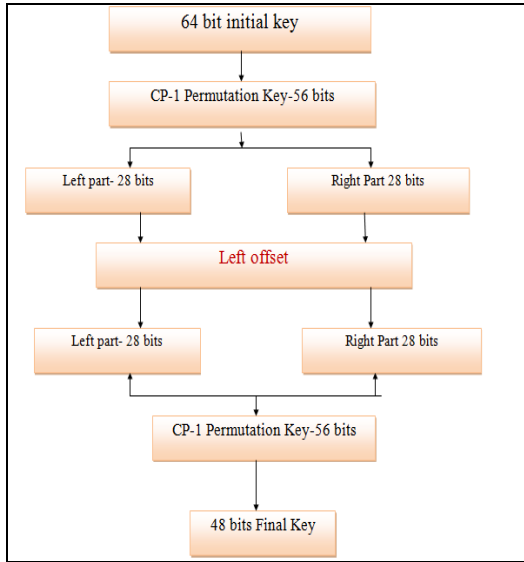 64 bit initial key
CP-1 Permutation Key-56 bits
Left part- 28 bits
Right Part 28 bits
Left offset
Left part- 28 bits
Right Part 28 bits
CP-1 Permutation Key-56 bits
48 bits Final Key